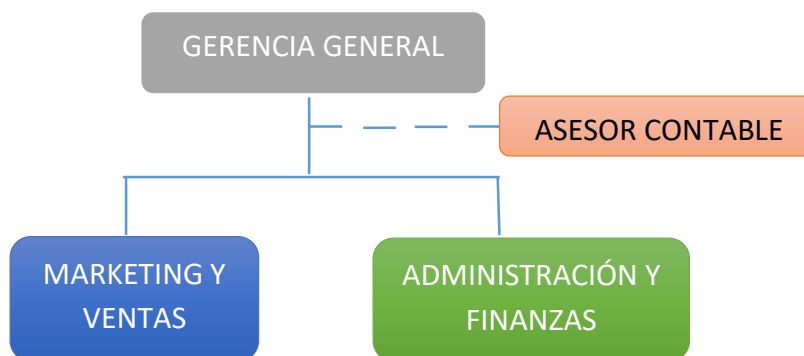 GERENCIA GENERAL
ASESOR CONTABLE
MARKETING Y
VENTAS
ADMINISTRACIÓN Y
FINANZAS